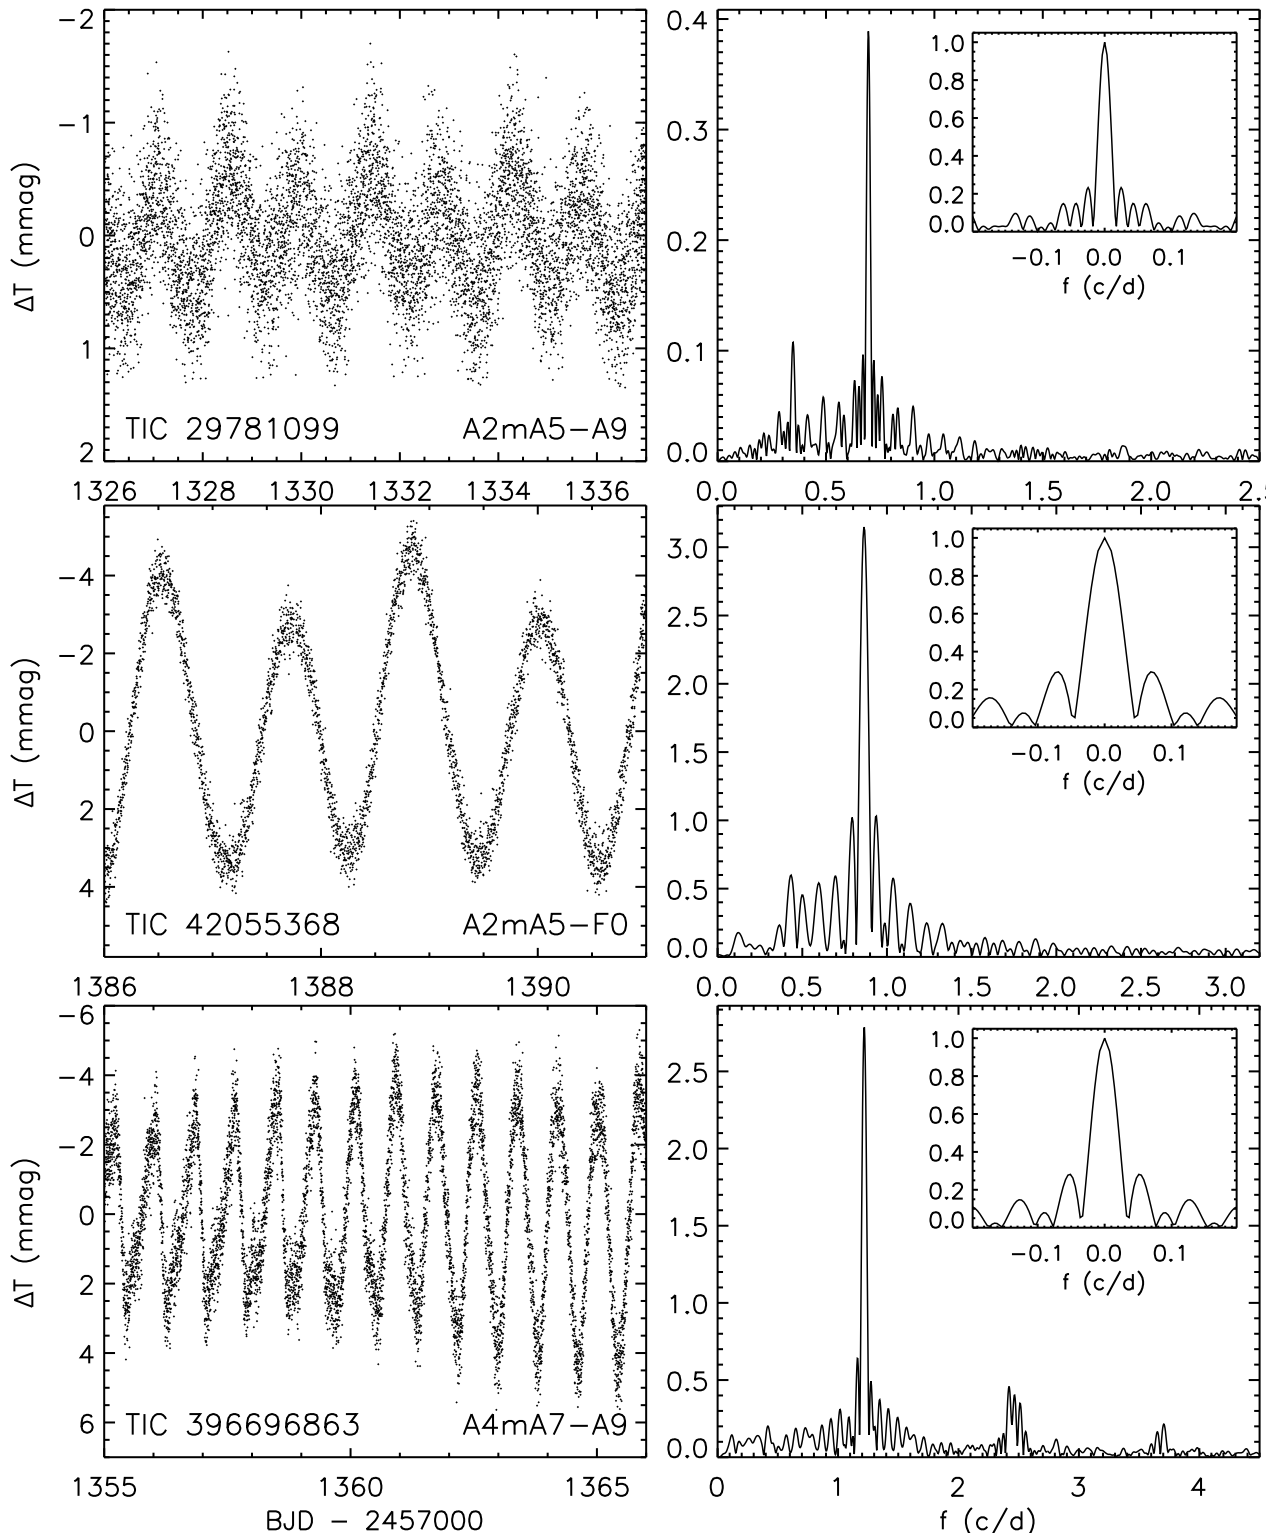 −2
−1
0
1
2
ΔT (mmag)
TIC 29781099 A2mA5−A9
1326 1328 1330 1332 1334 1336
0.4
0.3
0.2
0.1
0.0
0.0 0.5 1.0 1.5 2.0 2.5
1.0
0.8
0.6
0.4
0.2
0.0
−0.1 0.0 0.1
f (c/d)
−4
−2
0
2
4
ΔT (mmag)
TIC 42055368 A2mA5−F0
1386 1388 1390
3.0
2.5
2.0
1.5
1.0
0.5
0.0
0.0 0.5 1.0 1.5 2.0 2.5 3.0
1.0
0.8
0.6
0.4
0.2
0.0
−0.1 0.0 0.1
f (c/d)
−6
−4
−2
0
2
4
6
ΔT (mmag)
TIC 396696863 A4mA7−A9
1355 1360 1365
BJD − 2457000
2.5
2.0
1.5
1.0
0.5
0.0
0 1 2 3 4
f (c/d)
1.0
0.8
0.6
0.4
0.2
0.0
−0.1 0.0 0.1
f (c/d)